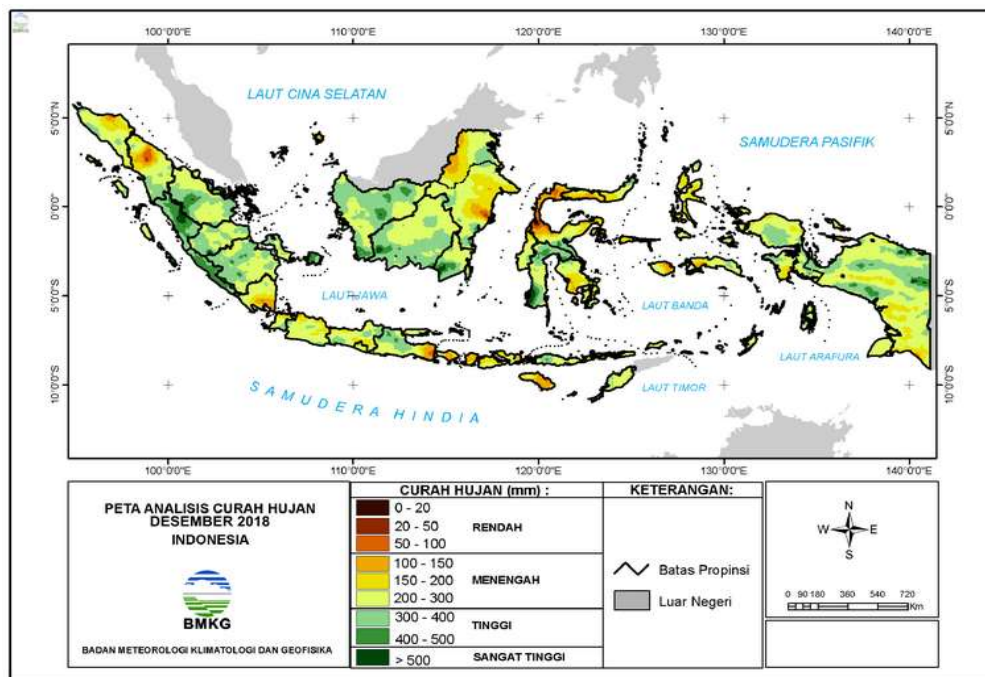 100°0'0"E 110°0'0"E 120°0'0"E 130°0'0"E 140°0'0"E
LAUT CINA SELATAN
SAMUDERA PASIFIK
5°0'0"N 5°0'0"N
0°0'0"S 0°0'0"S
LAUT JAWA
LAUT BANDA
5°0'0"S 5°0'0"S
LAUT ARAFURA
LAUT TIMOR
10°0'0"S 10°0'0"S
SAMUDERA HINDIA
100°0'0"E 110°0'0"E 120°0'0"E 130°0'0"E 140°0'0"E
PETA ANALISIS CURAH HUJAN
DESEMBER 2018
INDONESIA
BMKG
BADAN METEOROLOGI KLIMATOLOGI DAN GEOFISIKA
CURAH HUJAN (mm) :
0 - 20
20 - 50 RENDAH
50 - 100
100 - 150
150 - 200 MENENGAH
200 - 300
300 - 400 TINGGI
400 - 500
> 500 SANGAT TINGGI
KETERANGAN:
Batas Propinsi
Luar Negeri
N
W E
S
0 90 180 360 540 720
Km